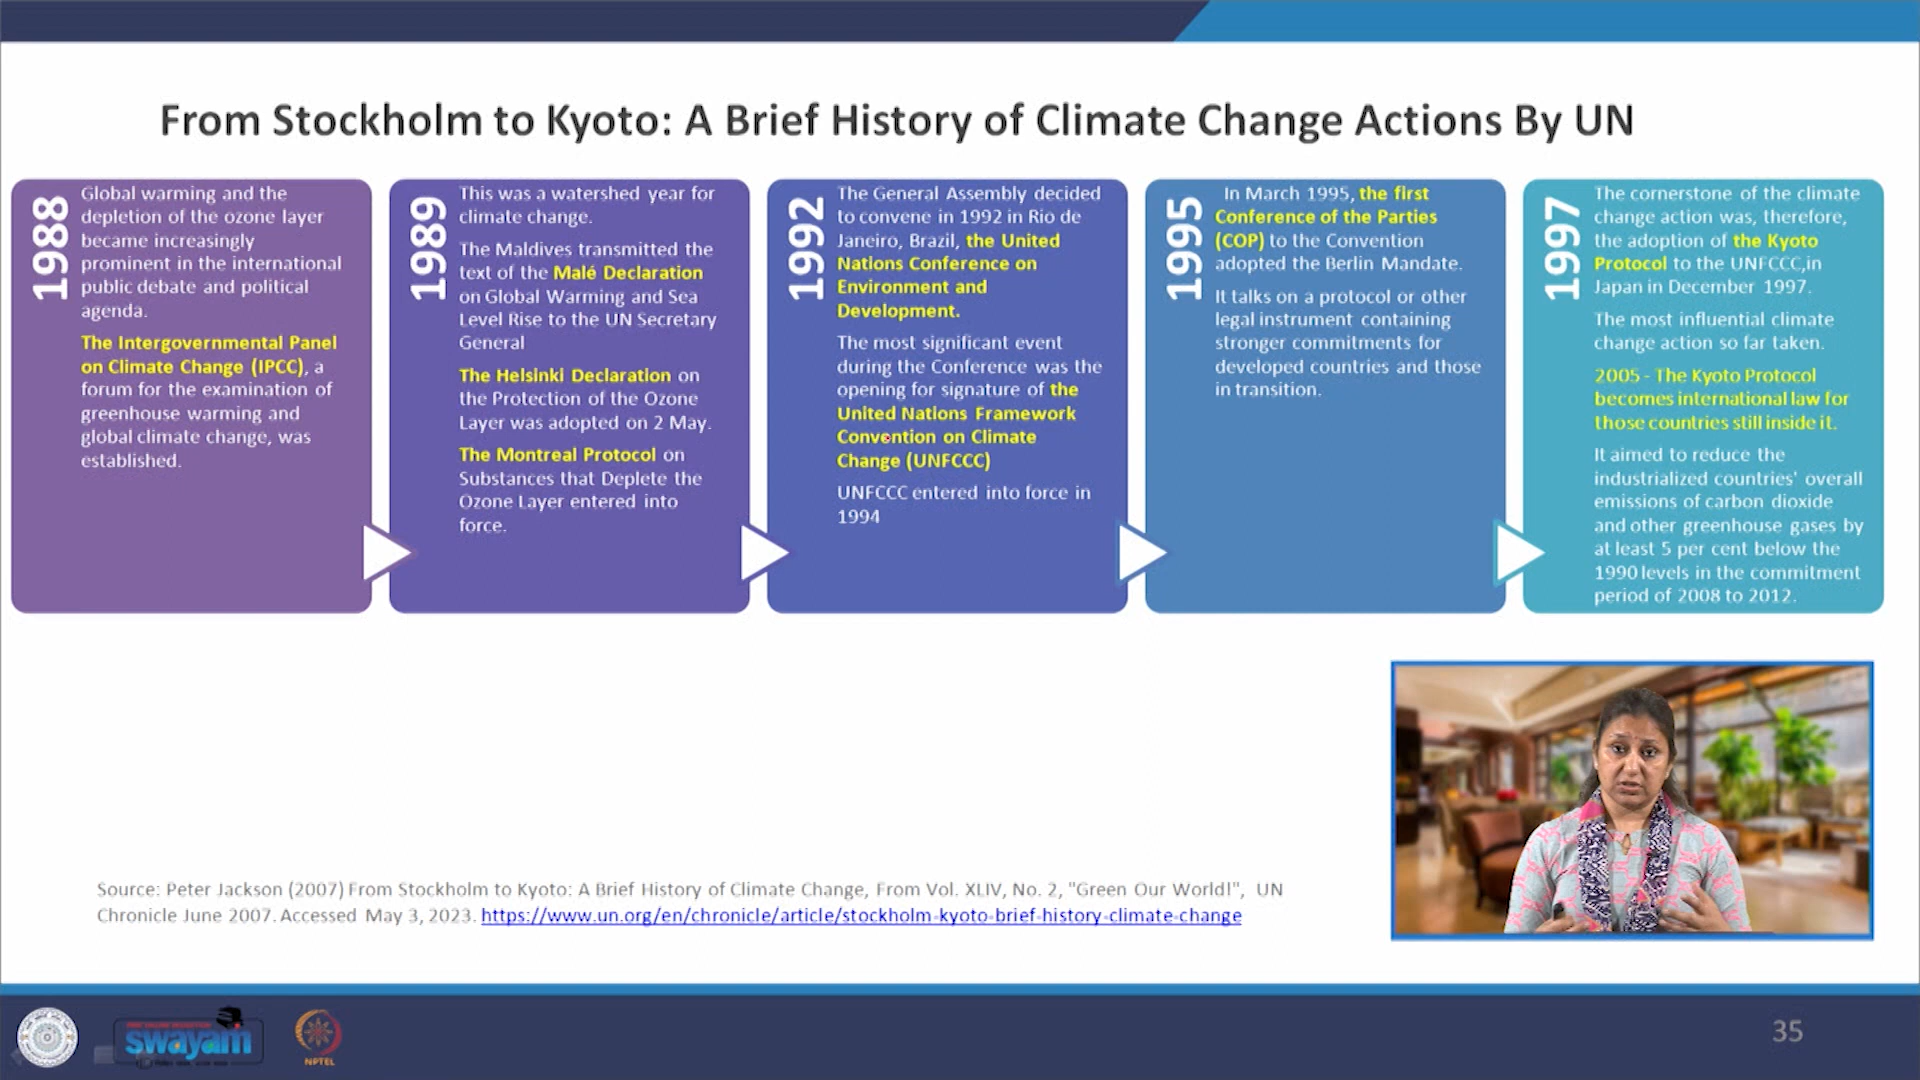 From Stockholm to Kyoto: A Brief History of Climate Change Actions By UN
1988
Global warming and the
depletion of the ozone layer
became increasingly
prominent in the international
public debate and political
agenda.
The Intergovernmental Panel
on Climate Change (IPCC), a
forum for the examination of
greenhouse warming and
global climate change, was
established.
1989
This was a watershed year for
climate change.
The Maldives transmitted the
text of the Malé Declaration
on Global Warming and Sea
Level Rise to the UN Secretary
General
The Helsinki Declaration on
the Protection of the Ozone
Layer was adopted on 2 May.
The Montreal Protocol on
Substances that Deplete the
Ozone Layer entered into
force.
1992
The General Assembly decided
to convene in 1992 in Rio de
Janeiro, Brazil, the United
Nations Conference on
Environment and
Development.
The most significant event
during the Conference was the
opening for signature of the
United Nations Framework
Convention on Climate
Change (UNFCCC)
UNFCCC entered into force in
1994
1995
In March 1995, the first
Conference of the Parties
(COP) to the Convention
adopted the Berlin Mandate.
It talks on a protocol or other
legal instrument containing
stronger commitments for
developed countries and those
in transition.
1997
The cornerstone of the climate
change action was, therefore,
the adoption of the Kyoto
Protocol to the UNFCCC,in
Japan in December 1997.
The most influential climate
change action so far taken.
2005 - The Kyoto Protocol
becomes international law for
those countries still inside it.
It aimed to reduce the
industrialized countries' overall
emissions of carbon dioxide
and other greenhouse gases by
at least 5 per cent below the
1990 levels in the commitment
period of 2008 to 2012.
Source: Peter Jackson (2007) From Stockholm to Kyoto: A Brief History of Climate Change, From Vol. XLIV, No. 2, "Green Our World!", UN
Chronicle June 2007. Accessed May 3, 2023. https://www.un.org/en/chronicle/article/stockholm-kyoto-brief-history-climate-change
swayam
NPTEL
35